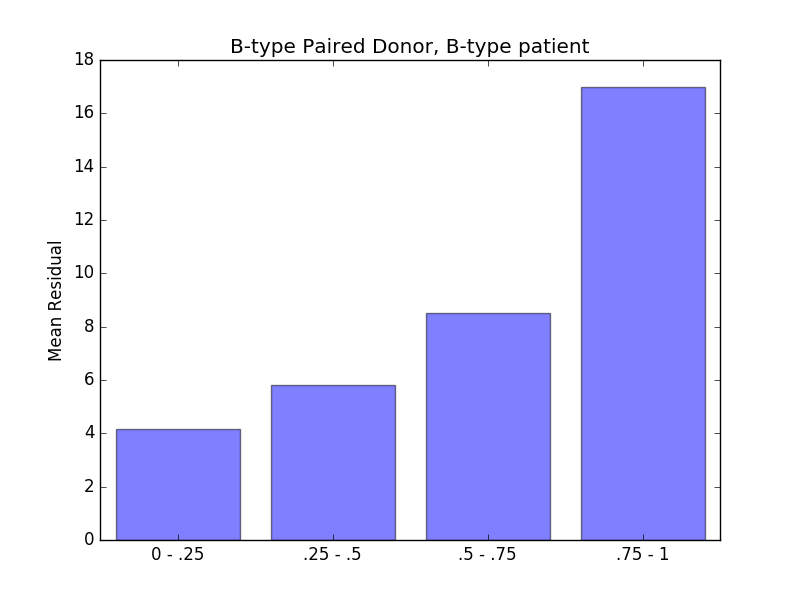 B-type Paired Donor, B-type patient
18
16
14
12
10
8
6
4
2
0
Mean Residual
0 - .25
.25 - .5
.5 - .75
.75 - 1